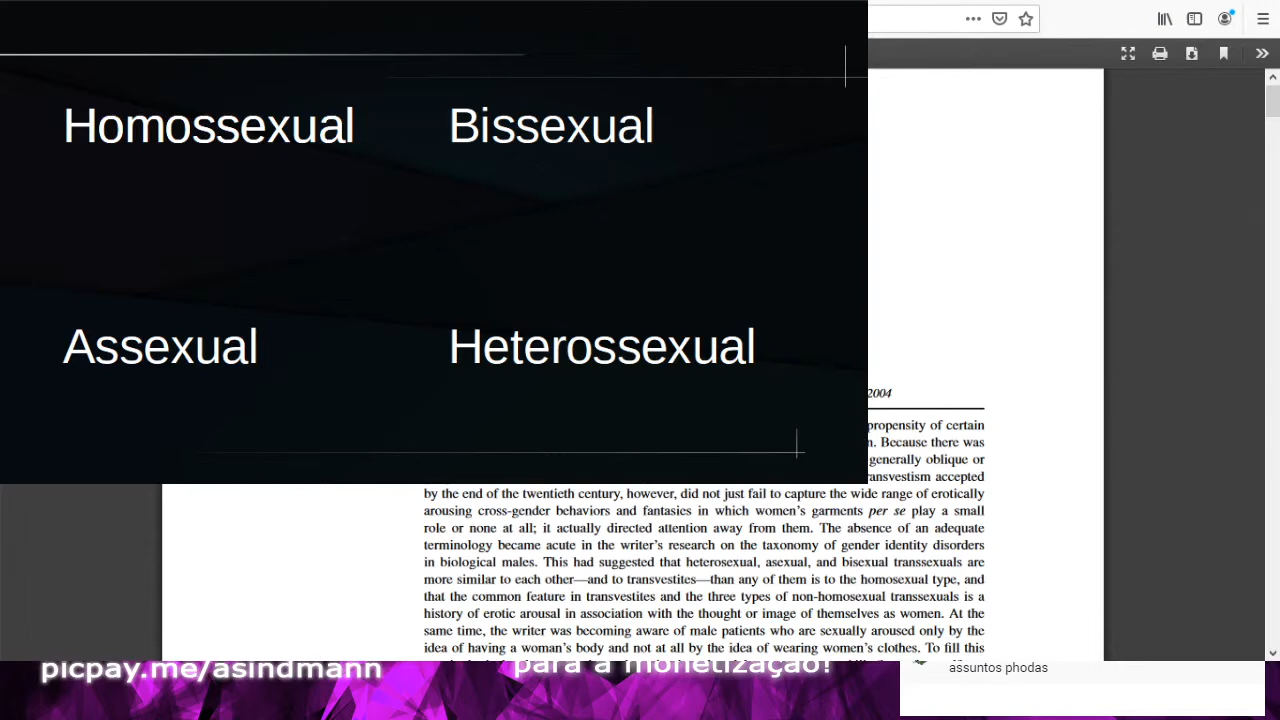 Homossexual
Bissexual
Assexual
Heterossexual
2004
propensity of certain
n. Because there was
generally oblique or
ransvestism accepted
by the end of the twentieth century, however, did not just fail to capture the wide range of erotically
arousing cross-gender behaviors and fantasies in which women's garments per se play a small
role or none at all; it actually directed attention away from them. The absence of an adequate
terminology became acute in the writer's research on the taxonomy of gender identity disorders
in biological males. This had suggested that heterosexual, asexual, and bisexual transsexuals are
more similar to each other—and to transvestites—than any of them is to the homosexual type, and
that the common feature in transvestites and the three types of non-homosexual transsexuals is a
history of erotic arousal in association with the thought or image of themselves as women. At the
same time, the writer was becoming aware of male patients who are sexually aroused only by the
idea of having a woman's body and not at all by the idea of wearing women's clothes. To fill this
picpay.me/asindmann
para a monetização!
assuntos phodas